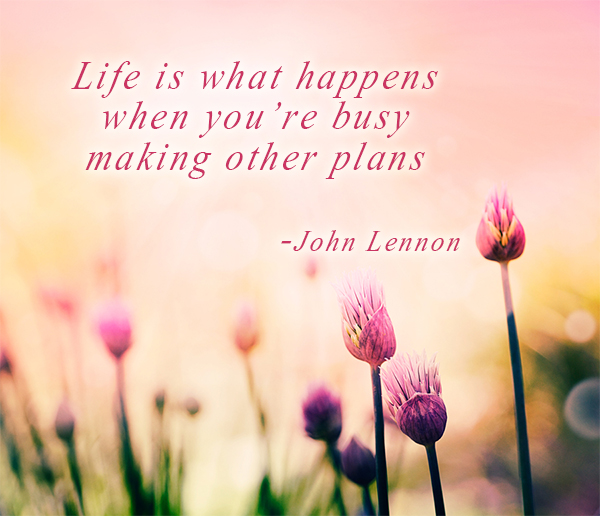 Life is what happens
when you’re busy
making other plans
-John Lennon